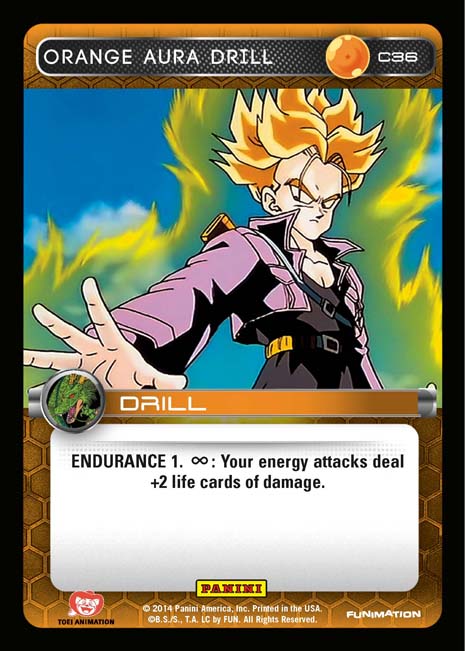 ORANGE AURA DRILL
C36
DRILL
ENDURANCE 1. ∞: Your energy attacks deal
+2 life cards of damage.
PANINI
TOEI ANIMATION
© 2014 Panini America, Inc. Printed in the USA.
©B.S./S., T.A. LC by FUN. All Rights Reserved.
FUNIMATION